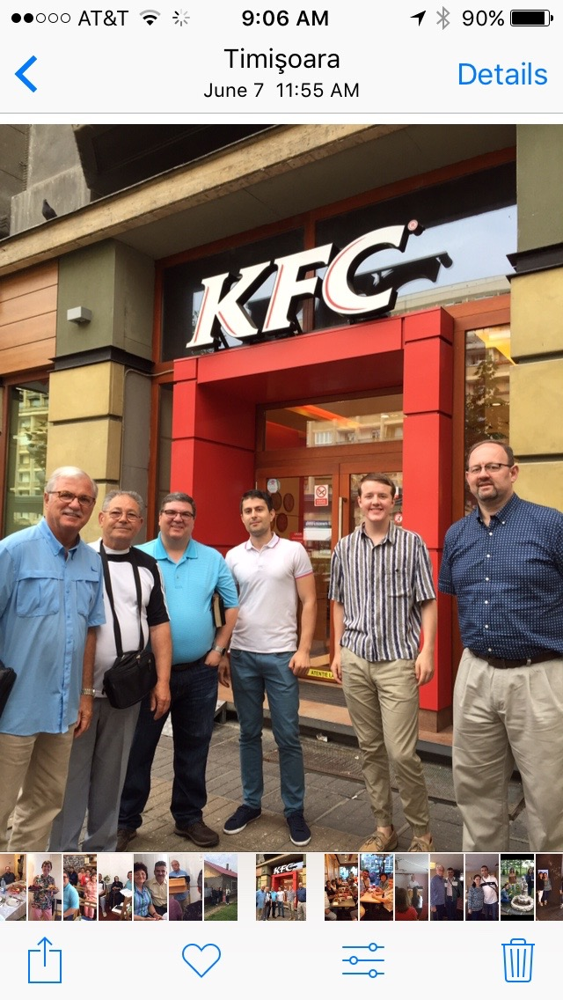 AT&T 9:06 AM 90%
Timişoara
Details
June 7 11:55 AM
KFC